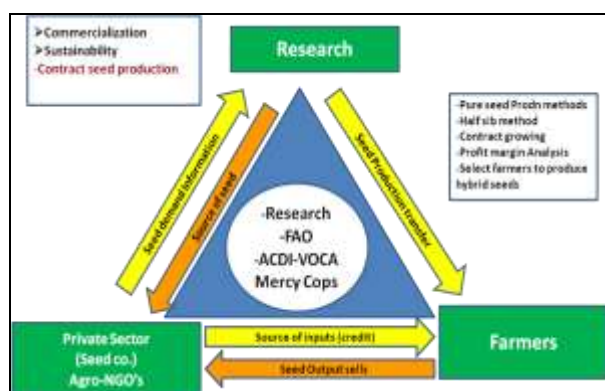 ➢Commercialization
➢Sustainability
-Contract seed production
Research
-Pure seed Prodn methods
-Half sib method
-Contract growing
-Profit margin Analysis
-Select farmers to produce
hybrid seeds
Seed demand information
Source of seed
Seed Production transfer
-Research
-FAO
-ACDI-VOCA
Mercy Cops
Private Sector
(Seed co.)
Agro-NGO's
Source of inputs (credit)
Seed Output sells
Farmers